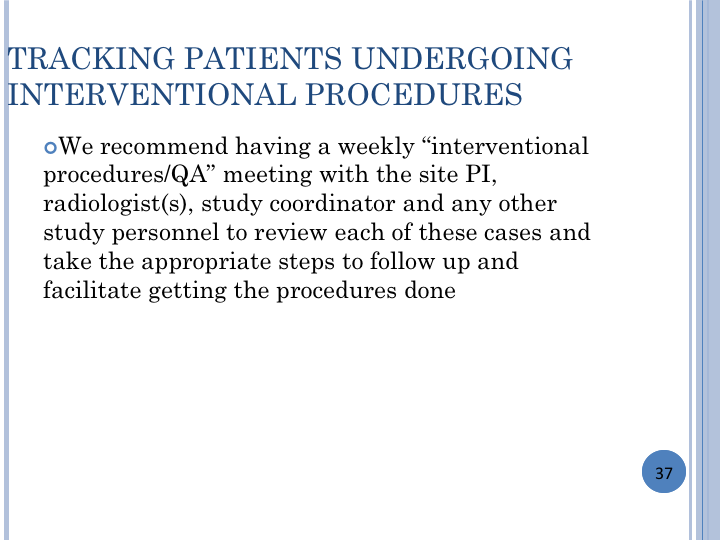 TRACKING PATIENTS UNDERGOING
INTERVENTIONAL PROCEDURES
We recommend having a weekly “interventional
procedures/QA” meeting with the site PI,
radiologist(s), study coordinator and any other
study personnel to review each of these cases and
take the appropriate steps to follow up and
facilitate getting the procedures done
37